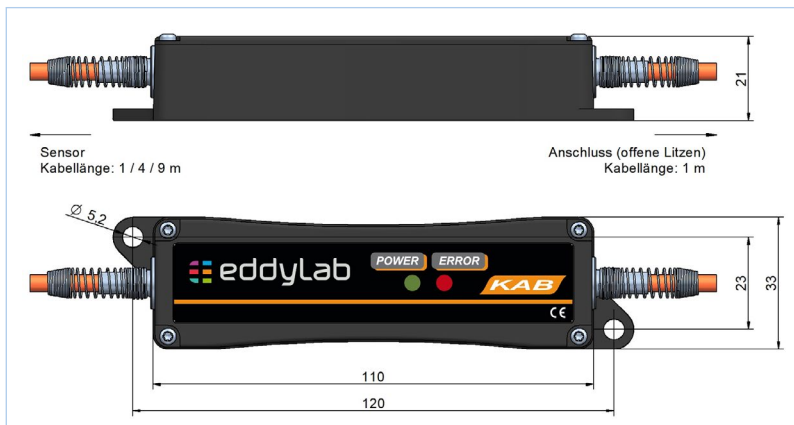 21
Sensor
Kabellänge: 1 / 4 / 9 m
Anschluss (offene Litzen)
Kabellänge: 1 m
Ø 5,2
eddyLab
POWER ERROR
KAB
CE
23
33
110
120